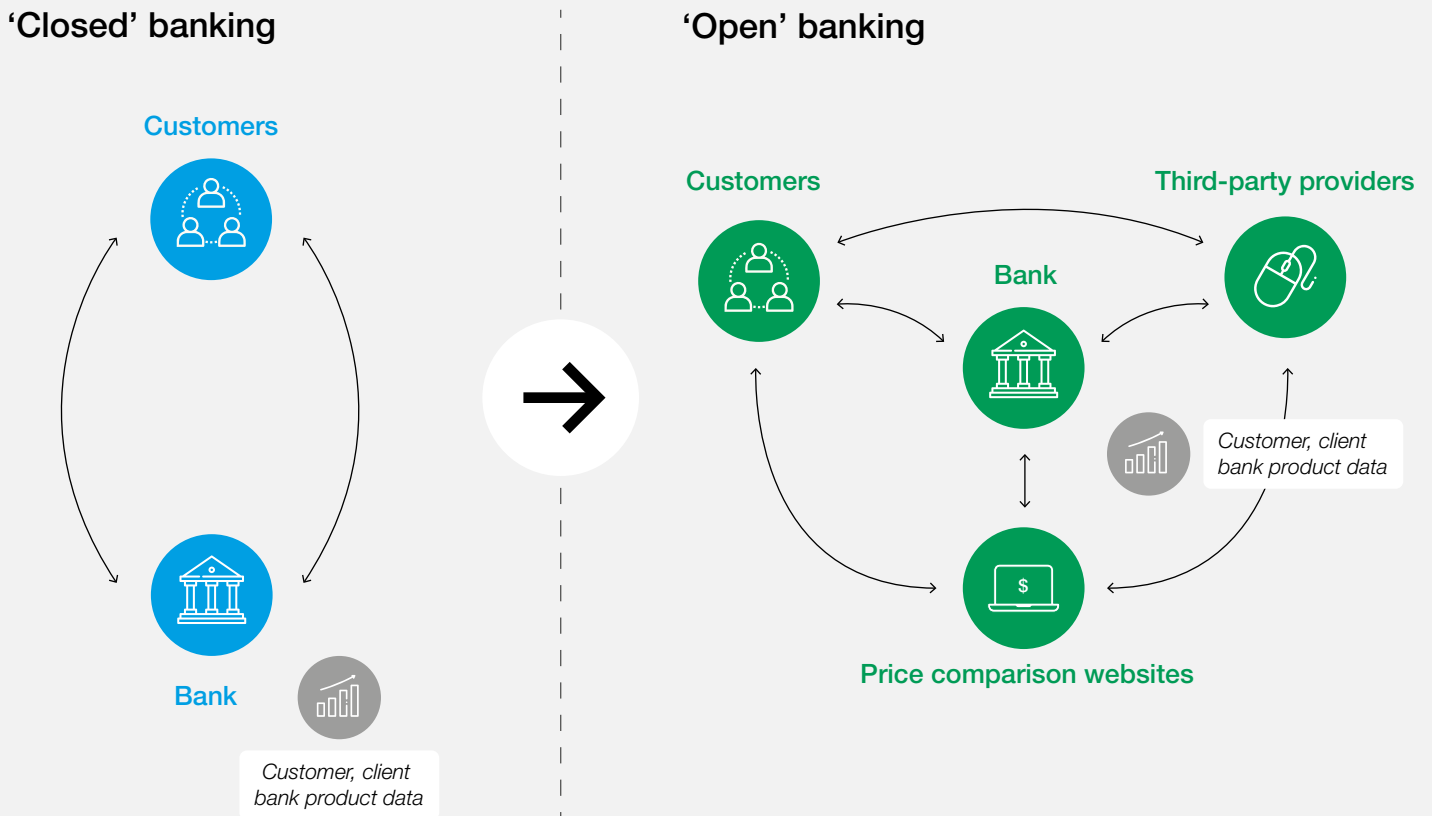 ‘Closed’ banking
Customers
Bank
Customer, client
bank product data
‘Open’ banking
Customers
Third-party providers
Bank
Customer, client
bank product data
$
Price comparison websites